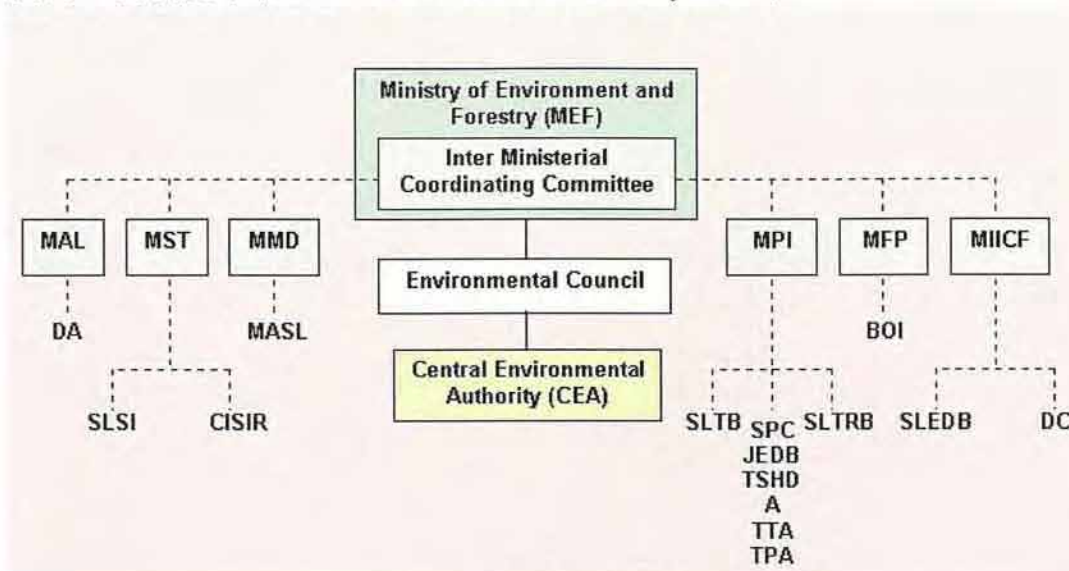 Ministry of Environment and
Forestry (MEF)
Inter Ministerial
Coordinating Committee
MAL
MST
MMD
MPI
MFP
MIICF
Environmental Council
DA
MASL
BOI
Central Environmental
Authority (CEA)
SLSI
CISIR
SLTB
SPC
JEDB
TSHD
A
TTA
TPA
SLTRB
SLEDB